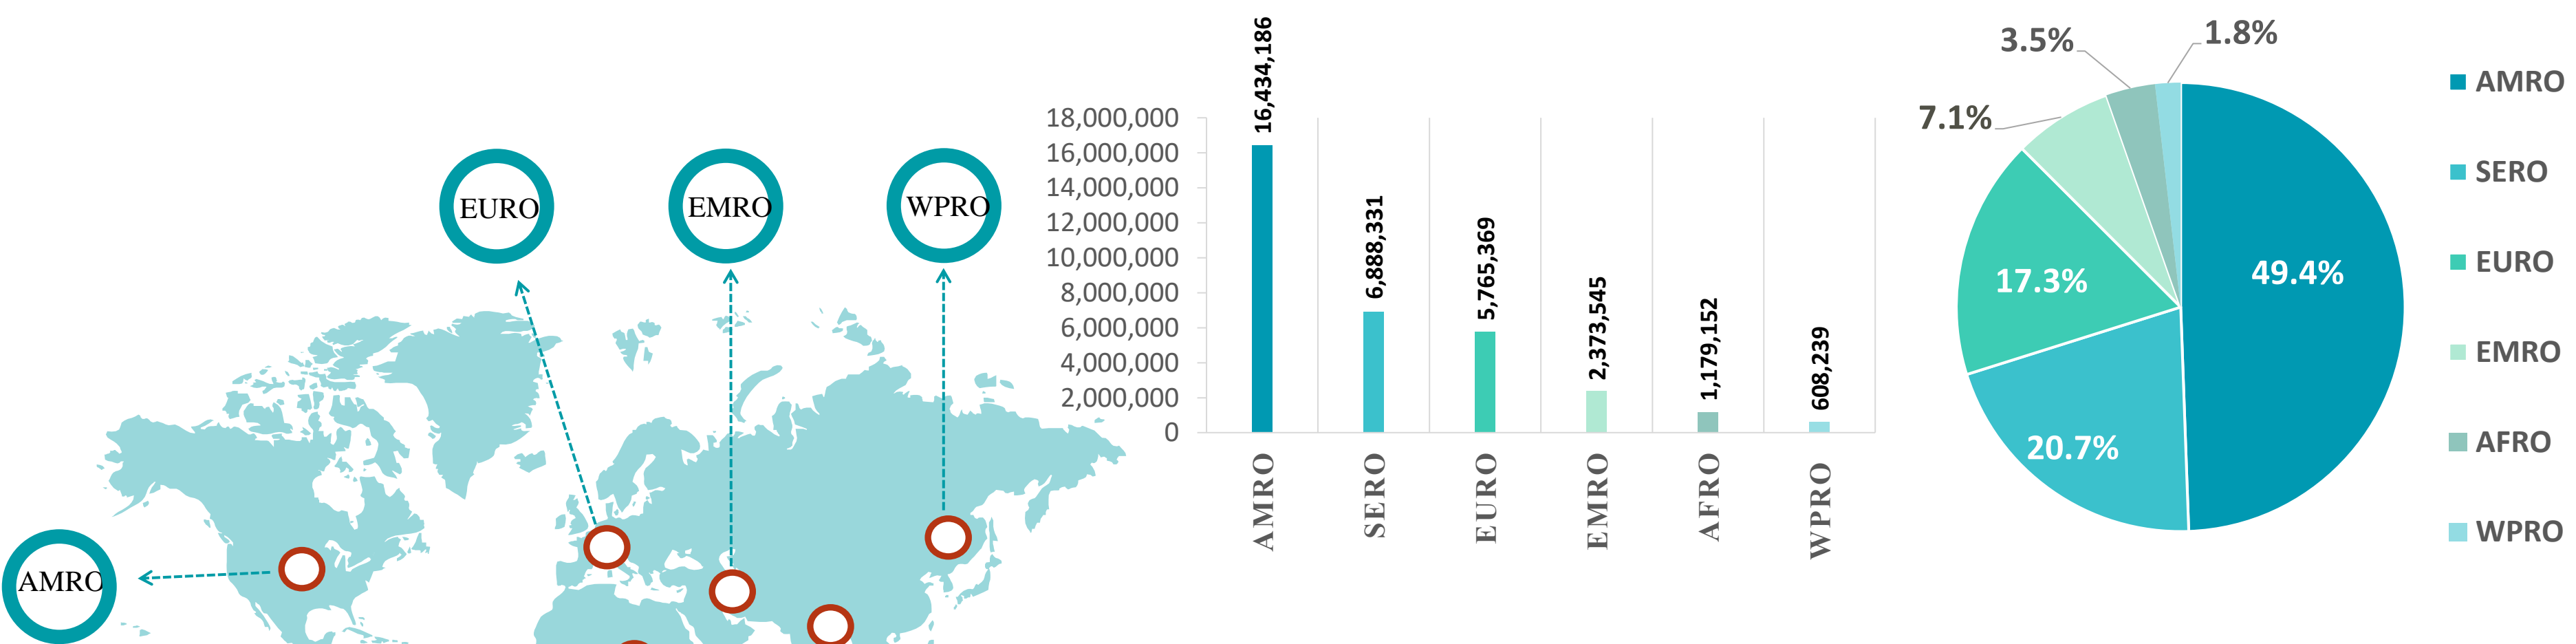 EURO
EMRO
WPRO
AMRO
18,000,000
16,000,000
14,000,000
12,000,000
10,000,000
8,000,000
6,000,000
4,000,000
2,000,000
0
16,434,186
6,888,331
5,765,369
2,373,545
1,179,152
608,239
AMRO
SERO
EURO
EMRO
AFRO
WPRO
3.5%
1.8%
7.1%
17.3%
49.4%
20.7%
AMRO
SERO
EURO
EMRO
AFRO
WPRO